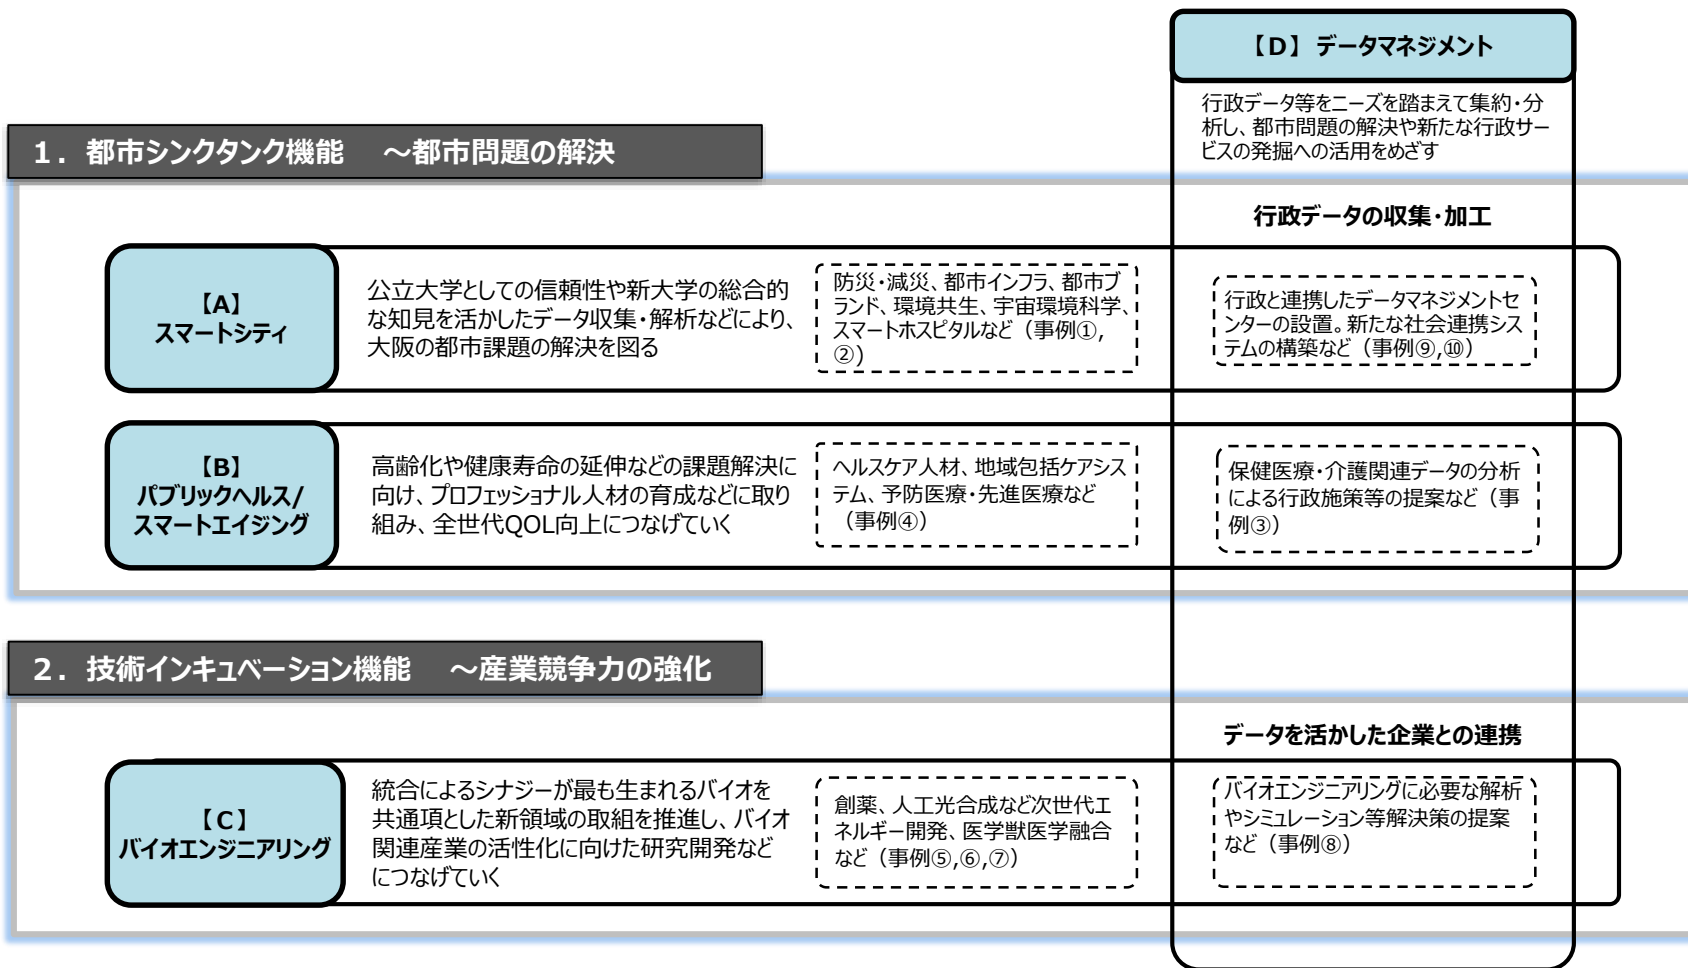 【D】データマネジメント
行政データ等をニーズを踏まえて集約・分
析し、都市問題の解決や新たな行政サー
ビスの発掘への活用をめざす
1．都市シンクタンク機能　～都市問題の解決
行政データの収集・加工
【A】
スマートシティ
公立大学としての信頼性や新大学の総合的
な知見を活かしたデータ収集・解析などにより、
大阪の都市課題の解決を図る
防災・減災、都市インフラ、都市ブ
ランド、環境共生、宇宙環境科学、
スマートホスピタルなど（事例①,
②)
行政と連携したデータマネジメントセ
ンターの設置。新たな社会連携シス
テムの構築など（事例⑨,⑩）
【B】
パブリックヘルス/
スマートエイジング
高齢化や健康寿命の延伸などの課題解決に
向け、プロフェッショナル人材の育成などに取り
組み、全世代QOL向上につなげていく
ヘルスケア人材、地域包括ケアシス
テム、予防医療・先進医療など
（事例④）
保健医療・介護関連データの分析
による行政施策等の提案など（事
例③）
2．技術インキュベーション機能　～産業競争力の強化
データを活かした企業との連携
【C】
バイオエンジニアリング
統合によるシナジーが最も生まれるバイオを
共通項とした新領域の取組を推進し、バイオ
関連産業の活性化に向けた研究開発など
につなげていく
創薬、人工光合成など次世代エ
ネルギー開発、医学獣医学融合
など（事例⑤,⑥,⑦）
バイオエンジニアリングに必要な解析
やシミュレーション等解決策の提案
など（事例⑧）